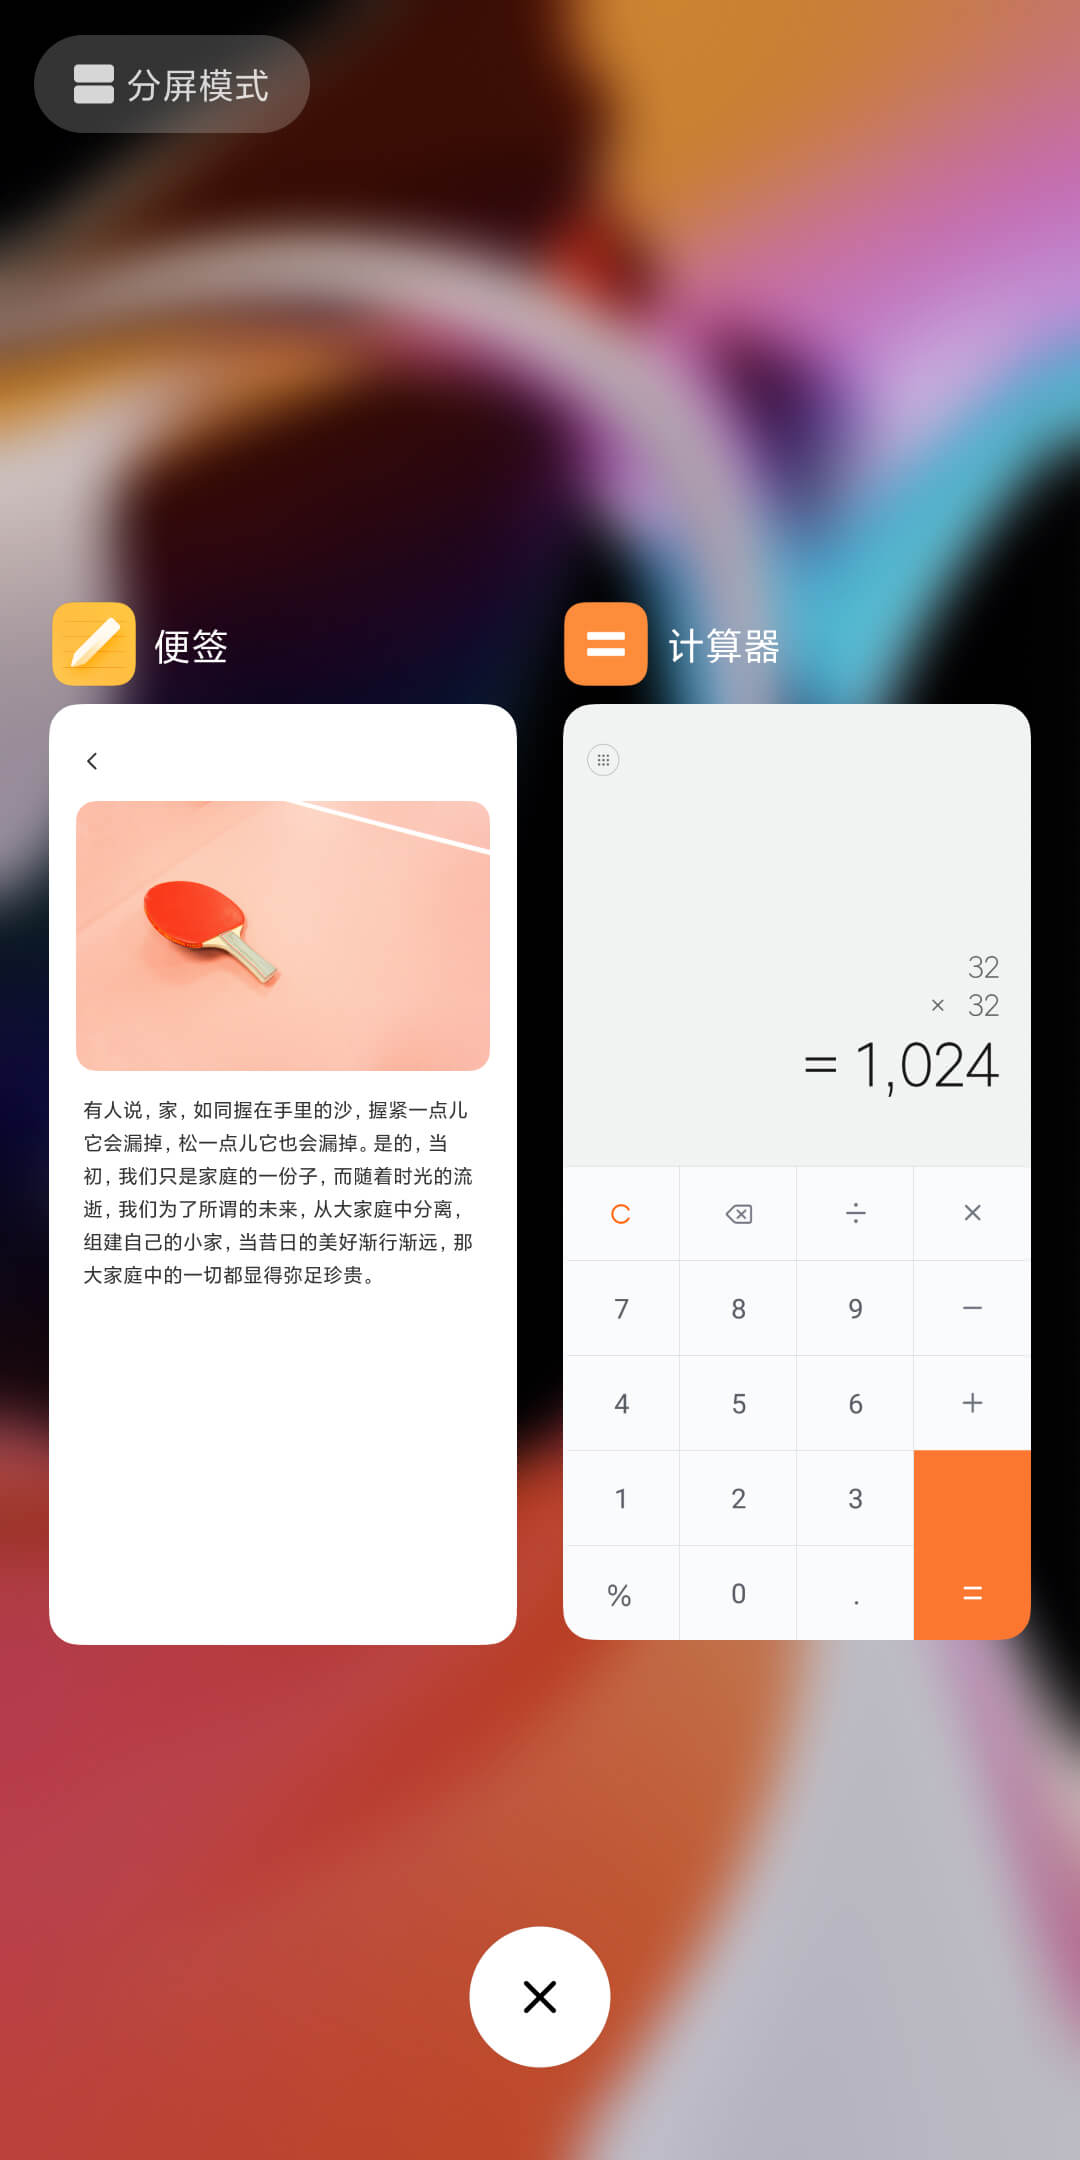 分屏模式
便签
有人说，家，如同握在手里的沙，握紧一点儿
它会漏掉，松一点儿它也会漏掉。是的，当
初，我们只是家庭的一份子，而随着时光的流
逝，我们为了所谓的未来，从大家庭中分离，
组建自己的小家，当昔日的美好渐行渐远，那
大家庭中的一切都显得弥足珍贵。
计算器
32
× 32
= 1,024
C ÷ ×
7 8 9 −
4 5 6 +
1 2 3
% 0 . =